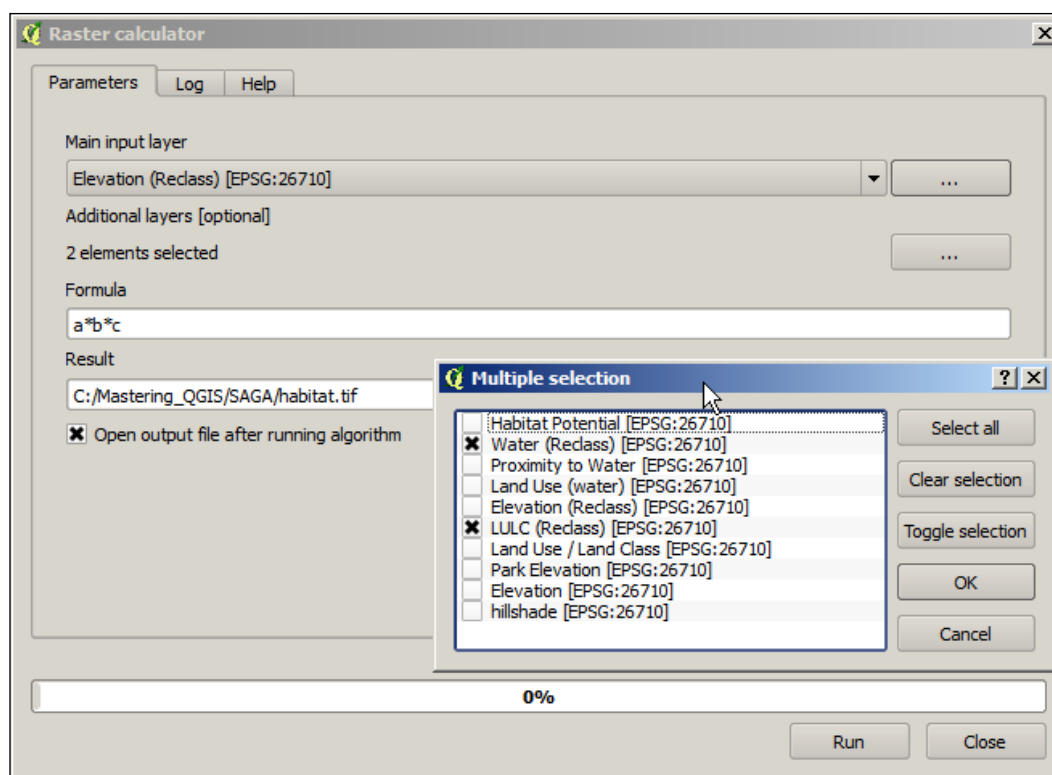 Raster calculator
Parameters
Log
Help
Main input layer
Elevation (Reclass) [EPSG:26710]
...
Additional layers [optional]
2 elements selected
...
Formula
a*b*c
Result
C:/Mastering_QGIS/SAGA/habitat.tif
Open output file after running algorithm
Multiple selection
Habitat Potential [EPSG:26710]
Water (Reclass) [EPSG:26710]
Proximity to Water [EPSG:26710]
Land Use (water) [EPSG:26710]
Elevation (Reclass) [EPSG:26710]
LULC (Reclass) [EPSG:26710]
Land Use / Land Class [EPSG:26710]
Park Elevation [EPSG:26710]
Elevation [EPSG:26710]
hillshade [EPSG:26710]
Select all
Clear selection
Toggle selection
OK
Cancel
0%
Run
Close